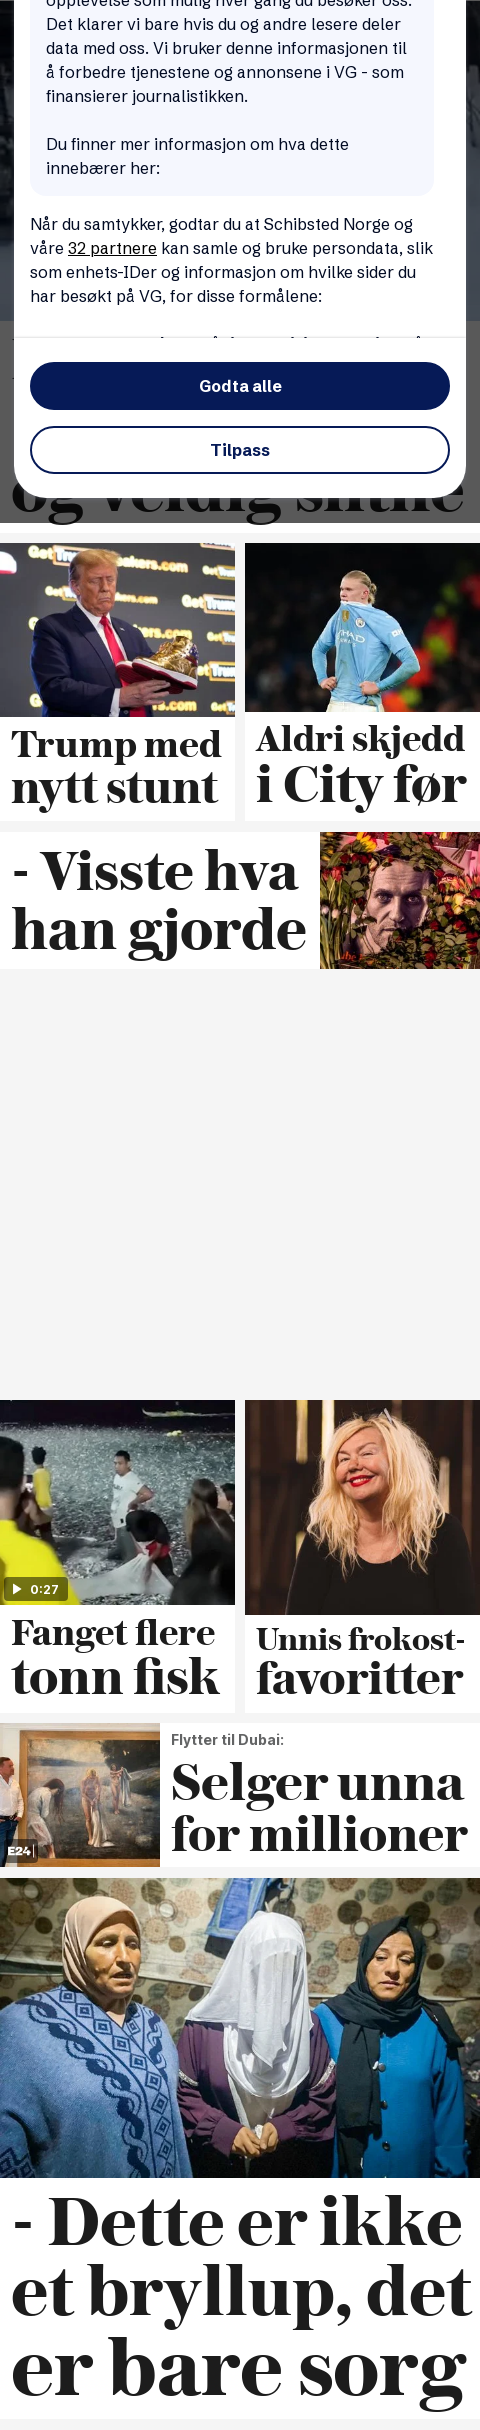 opplevelse som mulig hver gang du besøker oss.
Det klarer vi bare hvis du og andre lesere deler
data med oss. Vi bruker denne informasjonen til
å forbedre tjenestene og annonsene i VG - som
finansierer journalistikken.
Du finner mer informasjon om hva dette
innebærer her:
Når du samtykker, godtar du at Schibsted Norge og
våre 32 partnere kan samle og bruke persondata, slik
som enhets-IDer og informasjon om hvilke sider du
har besøkt på VG, for disse formålene:
Godta alle
Tilpass
og veldig slitne
Trump med
nytt stunt
Aldri skjedd
i City før
- Visste hva
han gjorde
0:27
Fanget flere
tonn fisk
Unnis frokost-
favoritter
Flytter til Dubai:
Selger unna
for millioner
E24
- Dette er ikke
et bryllup, det
er bare sorg